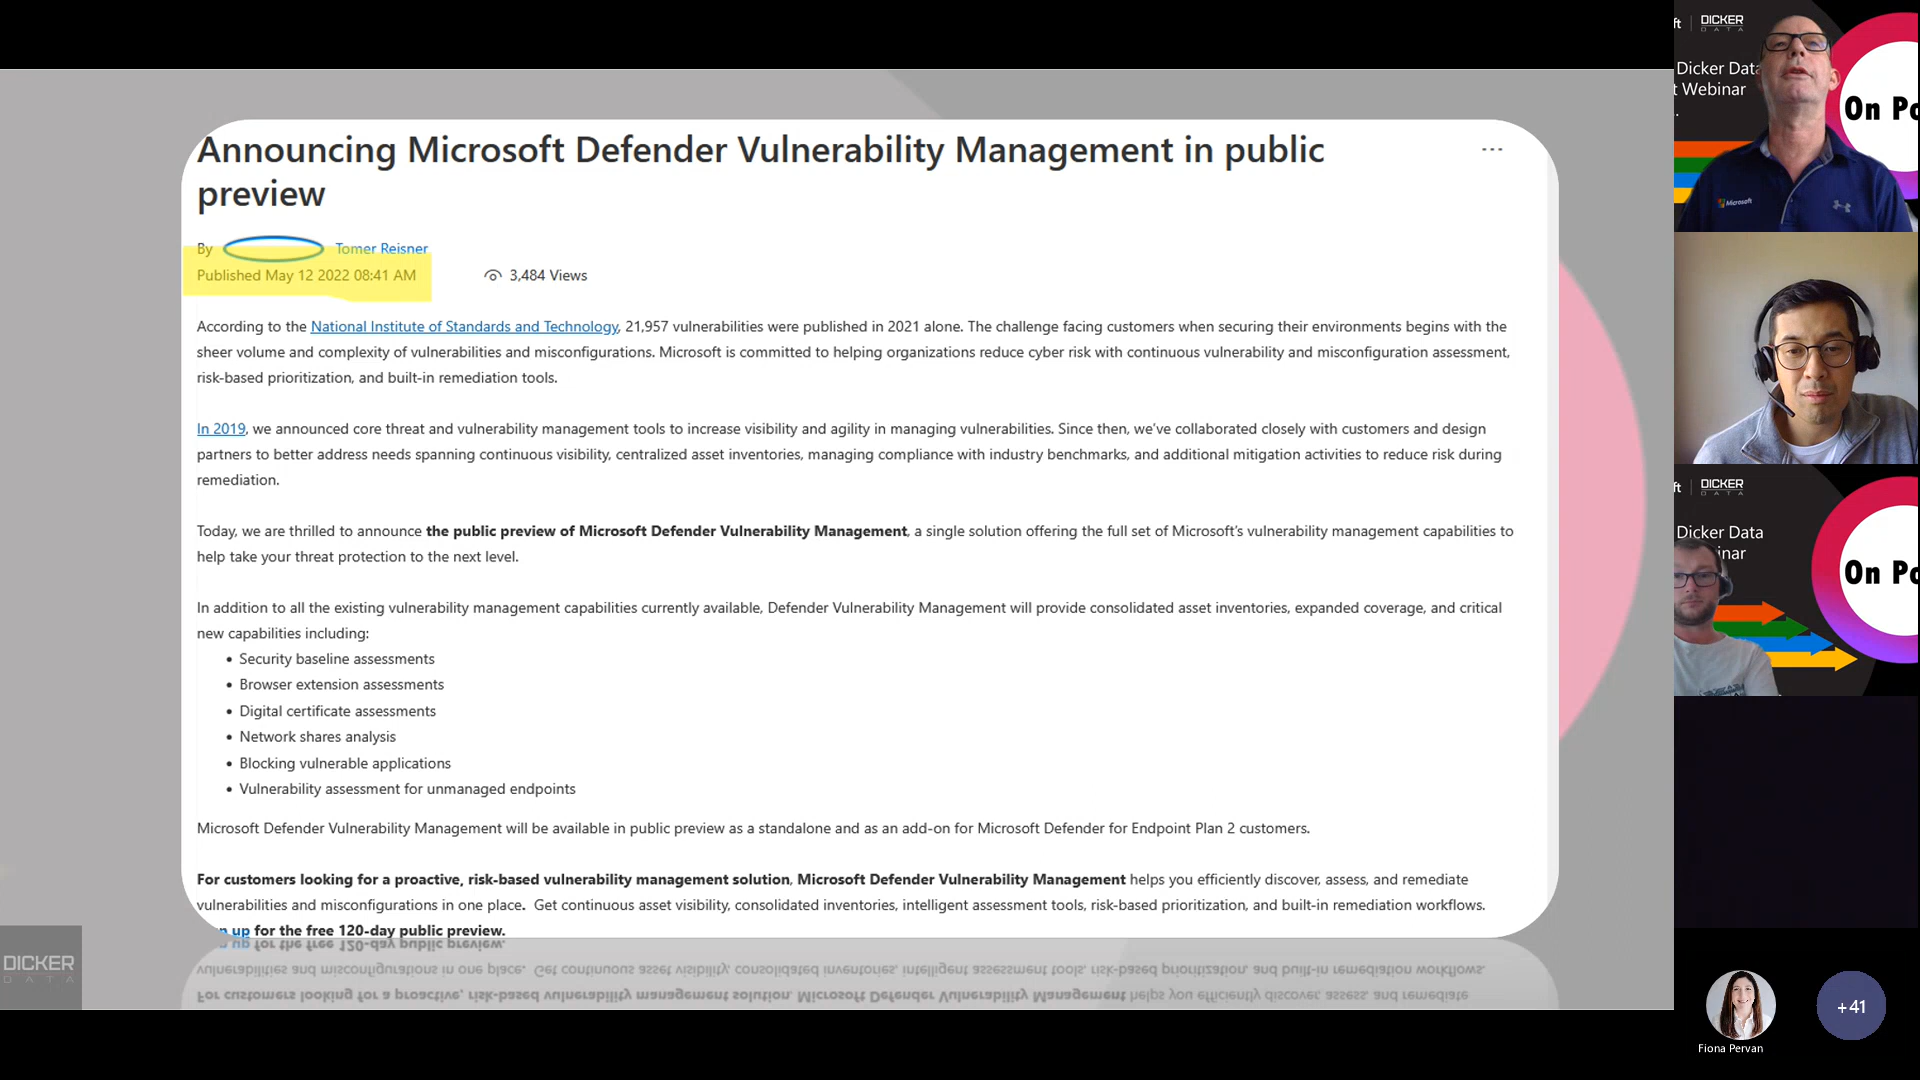 Announcing Microsoft Defender Vulnerability Management in public
preview
By Tomer Reisner
Published May 12 2022 08:41 AM 3,484 Views
According to the National Institute of Standards and Technology, 21,957 vulnerabilities were published in 2021 alone. The challenge facing customers when securing their environments begins with the
sheer volume and complexity of vulnerabilities and misconfigurations. Microsoft is committed to helping organizations reduce cyber risk with continuous vulnerability and misconfiguration assessment,
risk-based prioritization, and built-in remediation tools.
In 2019, we announced core threat and vulnerability management tools to increase visibility and agility in managing vulnerabilities. Since then, we've collaborated closely with customers and design
partners to better address needs spanning continuous visibility, centralized asset inventories, managing compliance with industry benchmarks, and additional mitigation activities to reduce risk during
remediation.
Today, we are thrilled to announce the public preview of Microsoft Defender Vulnerability Management, a single solution offering the full set of Microsoft's vulnerability management capabilities to
help take your threat protection to the next level.
In addition to all the existing vulnerability management capabilities currently available, Defender Vulnerability Management will provide consolidated asset inventories, expanded coverage, and critical
new capabilities including:
• Security baseline assessments
• Browser extension assessments
• Digital certificate assessments
• Network shares analysis
• Blocking vulnerable applications
• Vulnerability assessment for unmanaged endpoints
Microsoft Defender Vulnerability Management will be available in public preview as a standalone and as an add-on for Microsoft Defender for Endpoint Plan 2 customers.
For customers looking for a proactive, risk-based vulnerability management solution, Microsoft Defender Vulnerability Management helps you efficiently discover, assess, and remediate
vulnerabilities and misconfigurations in one place. Get continuous asset visibility, consolidated inventories, intelligent assessment tools, risk-based prioritization, and built-in remediation workflows.
up for the free 120-day public preview.
DICKER
DATA
ft | DICKER
DATA
Dicker Data
t Webinar
On Po
Microsoft
ft | DICKER
DATA
Dicker Data
inar
On Po
Fiona Pervan
+41